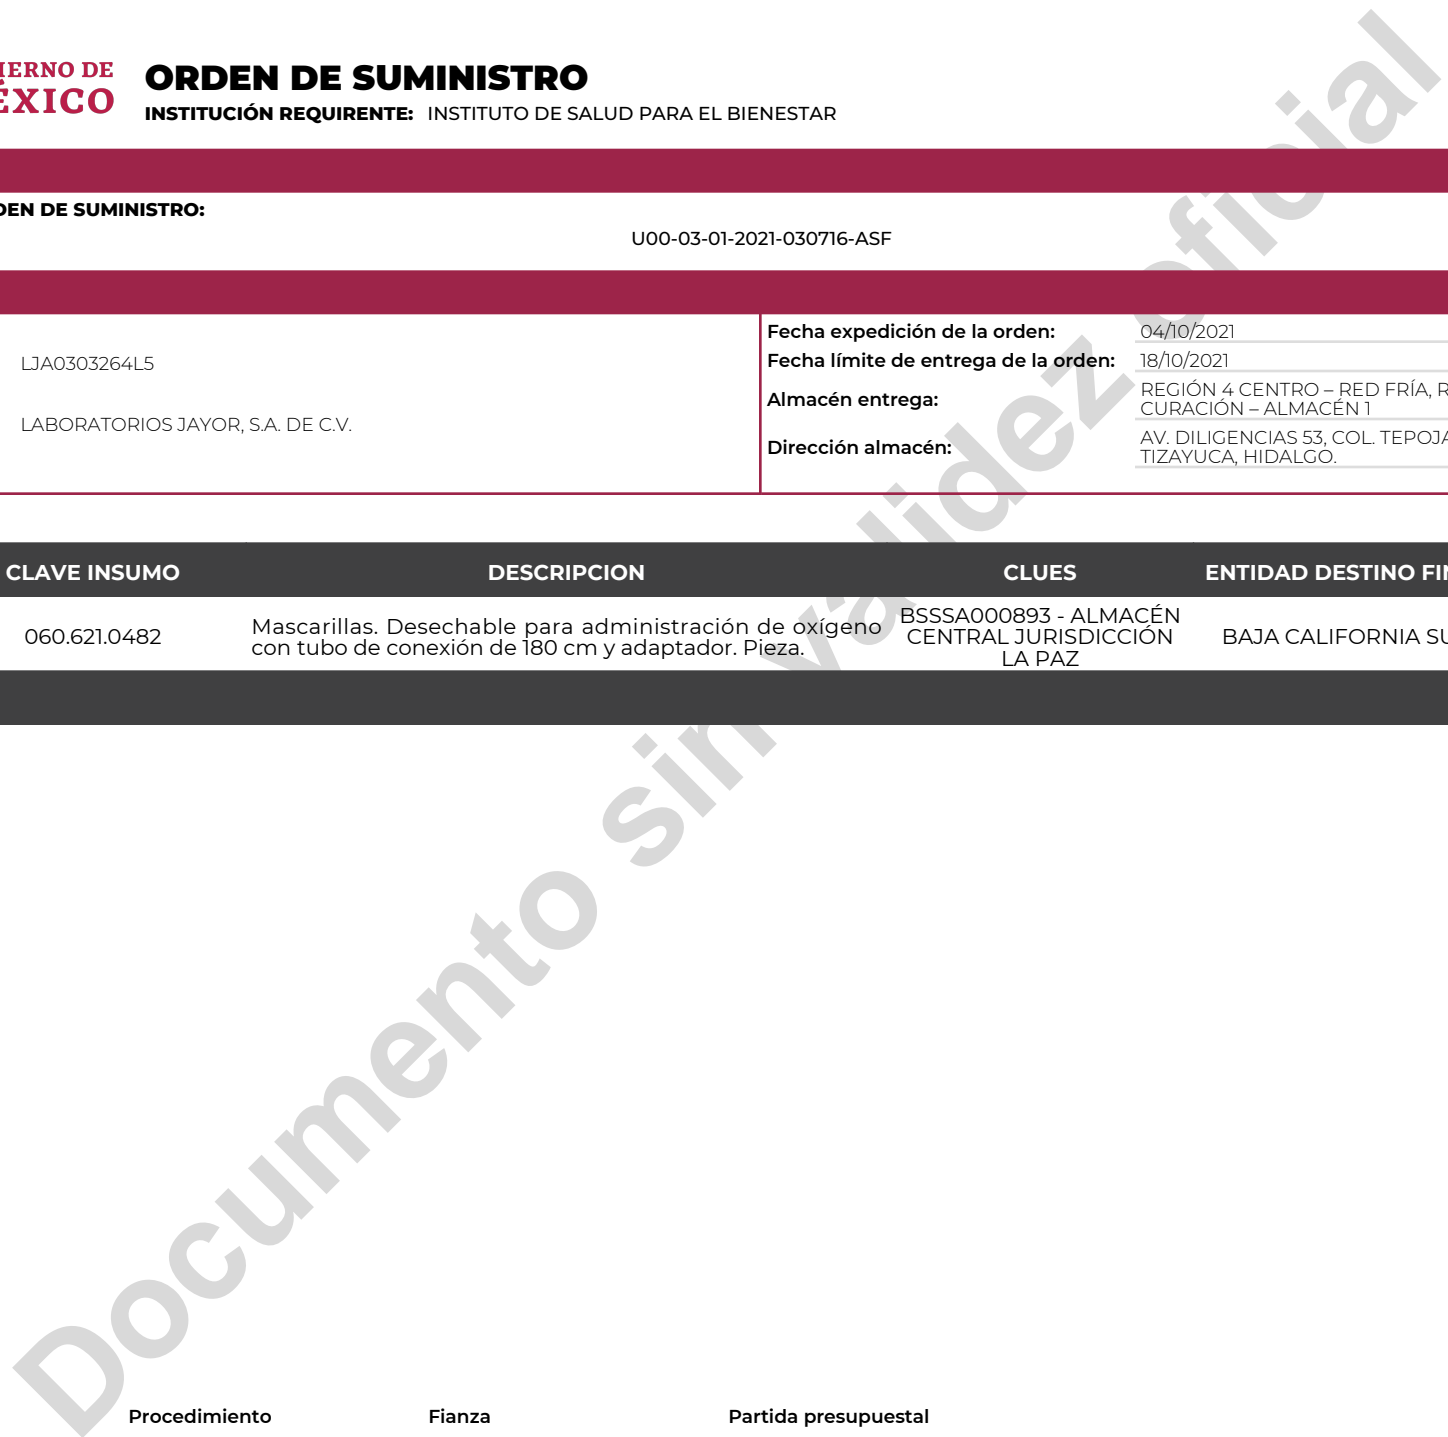 IERNO DE
ÉXICO
ORDEN DE SUMINISTRO
INSTITUCIÓN REQUIRENTE: INSTITUTO DE SALUD PARA EL BIENESTAR
DEN DE SUMINISTRO:
U00-03-01-2021-030716-ASF
LJA0303264L5
LABORATORIOS JAYOR, S.A. DE C.V.
Fecha expedición de la orden: 04/10/2021
Fecha límite de entrega de la orden: 18/10/2021
Almacén entrega: REGIÓN 4 CENTRO – RED FRÍA, R
CURACIÓN – ALMACÉN 1
Dirección almacén: AV. DILIGENCIAS 53, COL. TEPOJA
TIZAYUCA, HIDALGO.
CLAVE INSUMO DESCRIPCION CLUES ENTIDAD DESTINO FIN
060.621.0482
Mascarillas. Desechable para administración de oxígeno
con tubo de conexión de 180 cm y adaptador. Pieza.
BSSSA000893 - ALMACÉN
CENTRAL JURISDICCIÓN
LA PAZ
BAJA CALIFORNIA SU
Documento sin validez oficial
Procedimiento Fianza Partida presupuestal